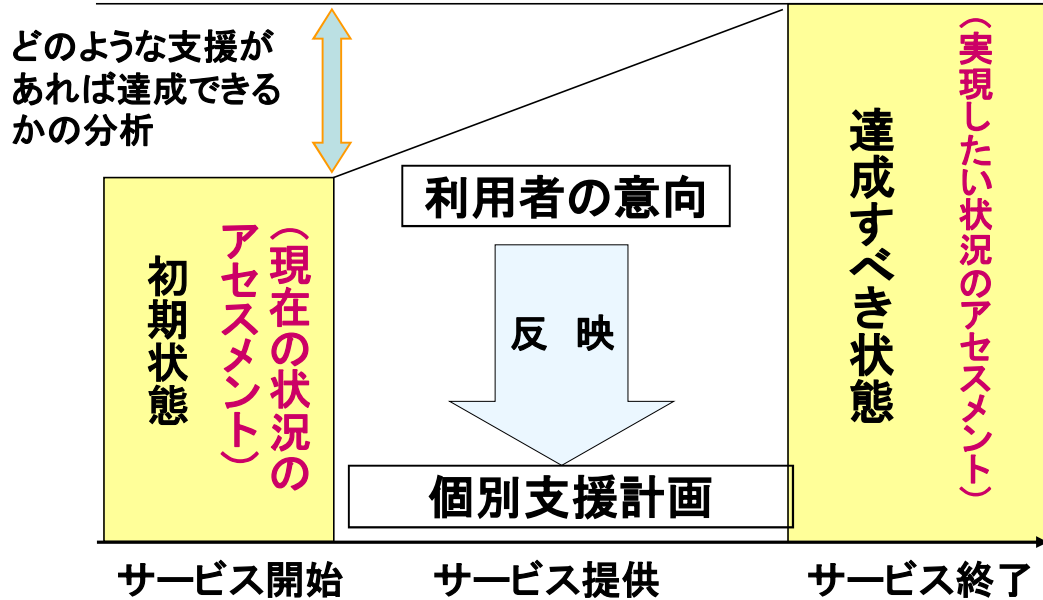 どのような支援が
あれば達成できる
かの分析
初期状態
（現在の状況の
アセスメント）
利用者の意向
反　映
個別支援計画
達成すべき状態
（実現したい状況のアセスメント）
サービス開始
サービス提供
サービス終了